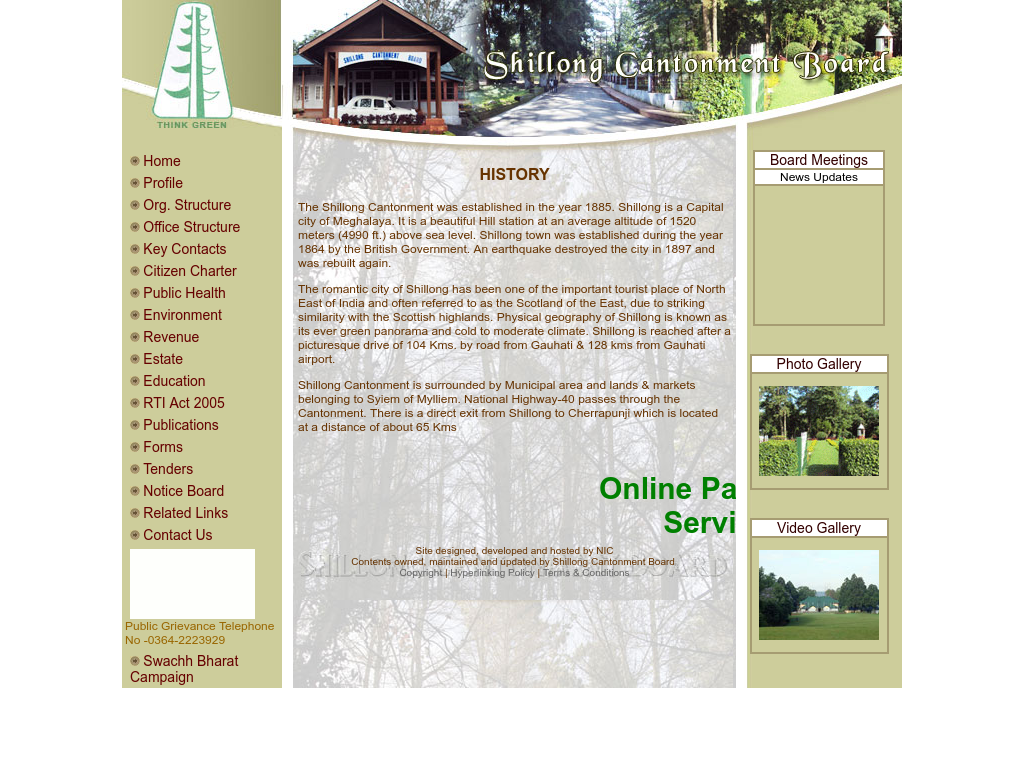 THINK GREEN
SHILLONG CANTONMENT BOARD
Shillong Cantonment Board
Home
Profile
Org. Structure
Office Structure
Key Contacts
Citizen Charter
Public Health
Environment
Revenue
Estate
Education
RTI Act 2005
Publications
Forms
Tenders
Notice Board
Related Links
Contact Us
Public Grievance Telephone
No -0364-2223929
Swachh Bharat
Campaign
HISTORY
The Shillong Cantonment was established in the year 1885. Shillong is a Capital
city of Meghalaya. It is a beautiful Hill station at an average altitude of 1520
meters (4990 ft.) above sea level. Shillong town was established during the year
1864 by the British Government. An earthquake destroyed the city in 1897 and
was rebuilt again.
The romantic city of Shillong has been one of the important tourist place of North
East of India and often referred to as the Scotland of the East, due to striking
similarity with the Scottish highlands. Physical geography of Shillong is known as
its ever green panorama and cold to moderate climate. Shillong is reached after a
picturesque drive of 104 Kms. by road from Gauhati & 128 kms from Gauhati
airport.
Shillong Cantonment is surrounded by Municipal area and lands & markets
belonging to Syiem of Mylliem. National Highway-40 passes through the
Cantonment. There is a direct exit from Shillong to Cherrapunji which is located
at a distance of about 65 Kms
Online Pa
Servi
Site designed, developed and hosted by NIC
Contents owned, maintained and updated by Shillong Cantonment Board.
Copyright | Hyperlinking Policy | Terms & Conditions
Board Meetings
News Updates
Photo Gallery
Video Gallery